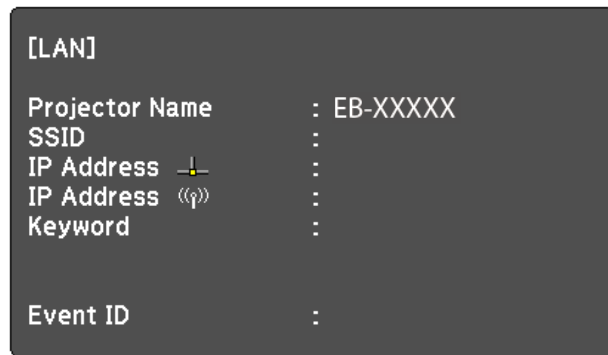 [LAN]
Projector Name : EB-XXXXX
SSID :
IP Address :
IP Address :
Keyword :
Event ID :